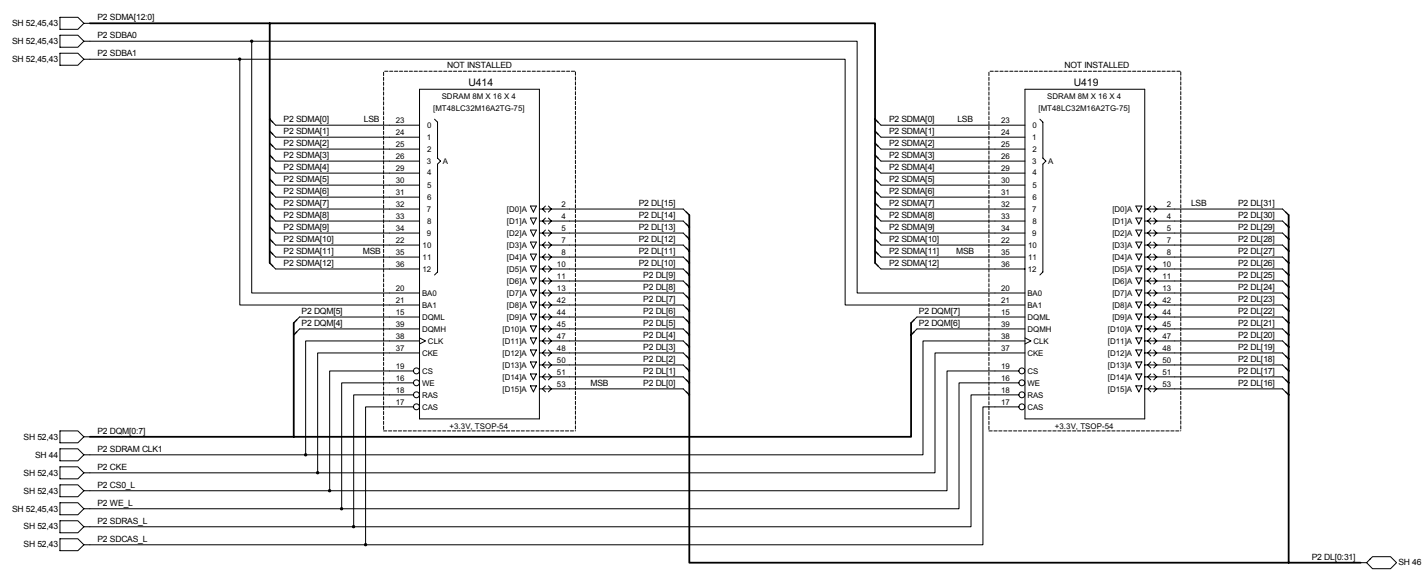 SH 52,45,43 P2 SDMA[12:0]
SH 52,45,43 P2 SDBA0
SH 52,45,43 P2 SDBA1
NOT INSTALLED
U414
SDRAM 8M X 16 X 4
[MT48LC32M16A2TG-75]
P2 SDMA[0] LSB 23 0
P2 SDMA[1] 24 1
P2 SDMA[2] 25 2
P2 SDMA[3] 26 3 A
P2 SDMA[4] 29 4
P2 SDMA[5] 30 5
P2 SDMA[6] 31 6
P2 SDMA[7] 32 7 [D0]A 2 P2 DL[15]
P2 SDMA[8] 33 8 [D1]A 4 P2 DL[14]
P2 SDMA[9] 34 9 [D2]A 5 P2 DL[13]
P2 SDMA[10] 22 10 [D3]A 7 P2 DL[12]
P2 SDMA[11] MSB 35 11 [D4]A 8 P2 DL[11]
P2 SDMA[12] 36 12 [D5]A 10 P2 DL[10]
[D6]A 11 P2 DL[9]
20 BA0 [D7]A 13 P2 DL[8]
21 BA1 [D8]A 42 P2 DL[7]
P2 DQM[5] 15 DQML [D9]A 44 P2 DL[6]
P2 DQM[4] 39 DQMH [D10]A 45 P2 DL[5]
38 CLK [D11]A 47 P2 DL[4]
37 CKE [D12]A 48 P2 DL[3]
[D13]A 50 P2 DL[2]
19 CS [D14]A 51 P2 DL[1]
16 WE [D15]A 53 MSB P2 DL[0]
18 RAS
17 CAS
+3.3V, TSOP-54
NOT INSTALLED
U419
SDRAM 8M X 16 X 4
[MT48LC32M16A2TG-75]
P2 SDMA[0] LSB 23 0
P2 SDMA[1] 24 1
P2 SDMA[2] 25 2
P2 SDMA[3] 26 3 A
P2 SDMA[4] 29 4
P2 SDMA[5] 30 5
P2 SDMA[6] 31 6
P2 SDMA[7] 32 7 [D0]A 2 LSB P2 DL[31]
P2 SDMA[8] 33 8 [D1]A 4 P2 DL[30]
P2 SDMA[9] 34 9 [D2]A 5 P2 DL[29]
P2 SDMA[10] 22 10 [D3]A 7 P2 DL[28]
P2 SDMA[11] MSB 35 11 [D4]A 8 P2 DL[27]
P2 SDMA[12] 36 12 [D5]A 10 P2 DL[26]
[D6]A 11 P2 DL[25]
20 BA0 [D7]A 13 P2 DL[24]
21 BA1 [D8]A 42 P2 DL[23]
P2 DQM[7] 15 DQML [D9]A 44 P2 DL[22]
P2 DQM[6] 39 DQMH [D10]A 45 P2 DL[21]
38 CLK [D11]A 47 P2 DL[20]
37 CKE [D12]A 48 P2 DL[19]
[D13]A 50 P2 DL[18]
19 CS [D14]A 51 P2 DL[17]
16 WE [D15]A 53 P2 DL[16]
18 RAS
17 CAS
+3.3V, TSOP-54
SH 52,43 P2 DQM[0:7]
SH 44 P2 SDRAM CLK1
SH 52,43 P2 CKE
SH 52,43 P2 CS0_L
SH 52,45,43 P2 WE_L
SH 52,43 P2 SDRAS_L
SH 52,43 P2 SDCAS_L
P2 DL[0:31] SH 46